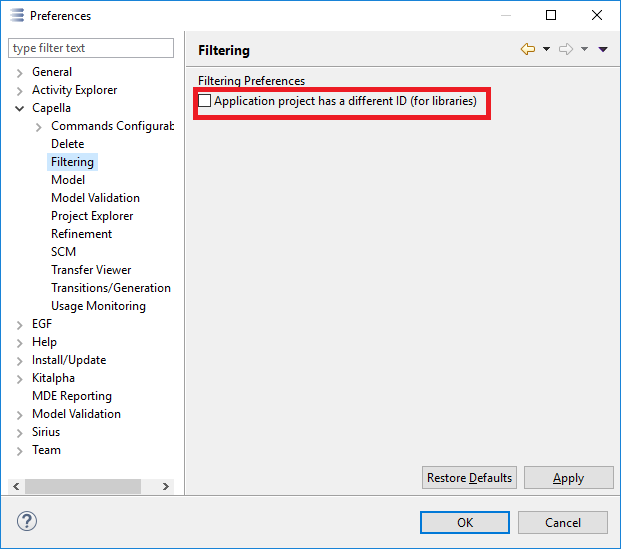 Preferences
type filter text
General
Activity Explorer
Capella
Commands Configurab
Delete
Filtering
Model
Model Validation
Project Explorer
Refinement
SCM
Transfer Viewer
Transitions/Generation
Usage Monitoring
EGF
Help
Install/Update
Kitalpha
MDE Reporting
Model Validation
Sirius
Team
Filtering
Filtering Preferences
Application project has a different ID (for libraries)
Restore Defaults
Apply
?
OK
Cancel